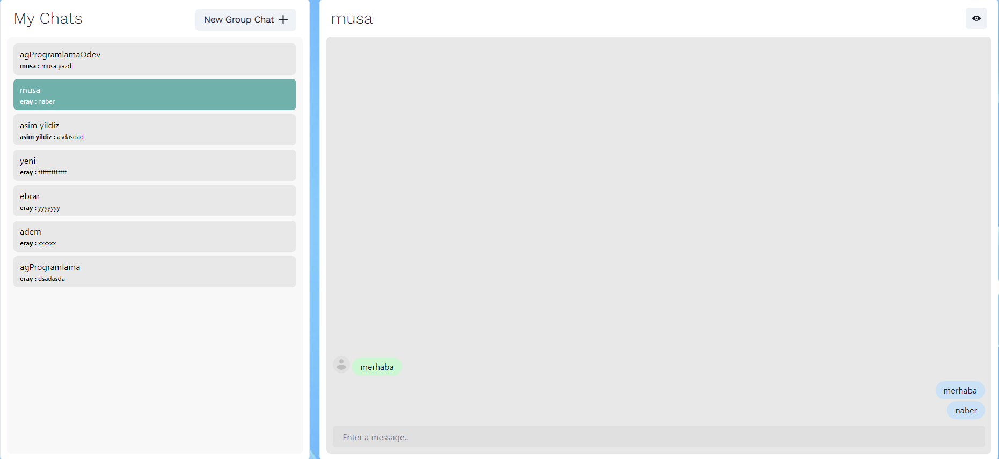 My Chats
New Group Chat
agProgramlamaOdev
musa : musa yazdi
musa
eray : naber
asim yildiz
asim yildiz : asdasdad
yeni
eray : ttttttttttttt
ebrar
eray : yyyyyyy
adem
eray : xxxxxx
agProgramlama
eray : dsadasda
musa
merhaba
merhaba
naber
Enter a message..